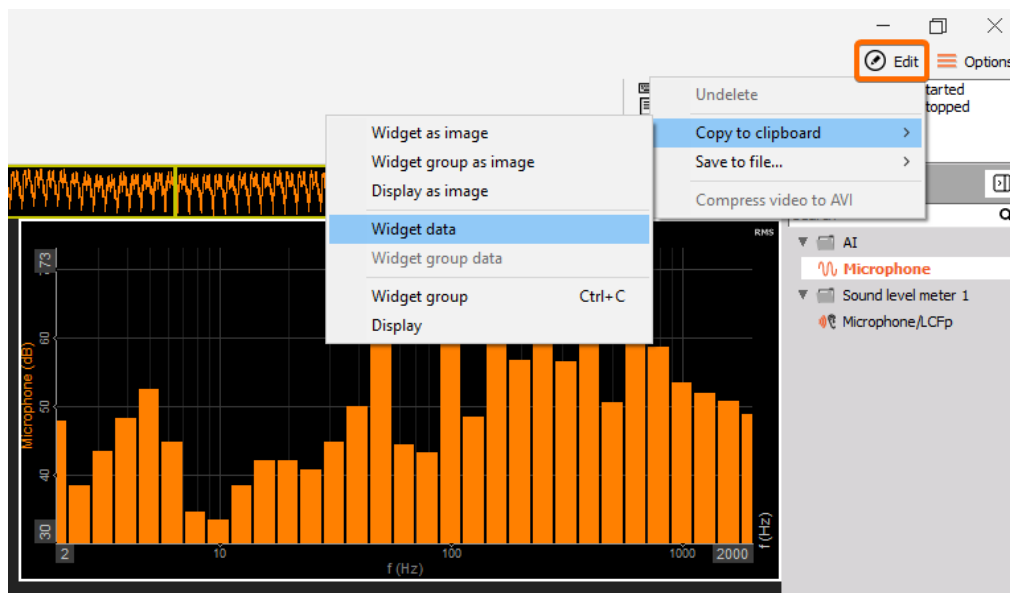 Edit
Options
Undelete
Copy to clipboard
Save to file...
Compress video to AVI
Widget as image
Widget group as image
Display as image
Widget data
Widget group data
Widget group Ctrl+C
Display
RMS
AI
Microphone
Sound level meter 1
Microphone/LCFp
Microphone (dB)
73
60
50
40
30
2
10
100
1000
2000
f (Hz)
f (Hz)